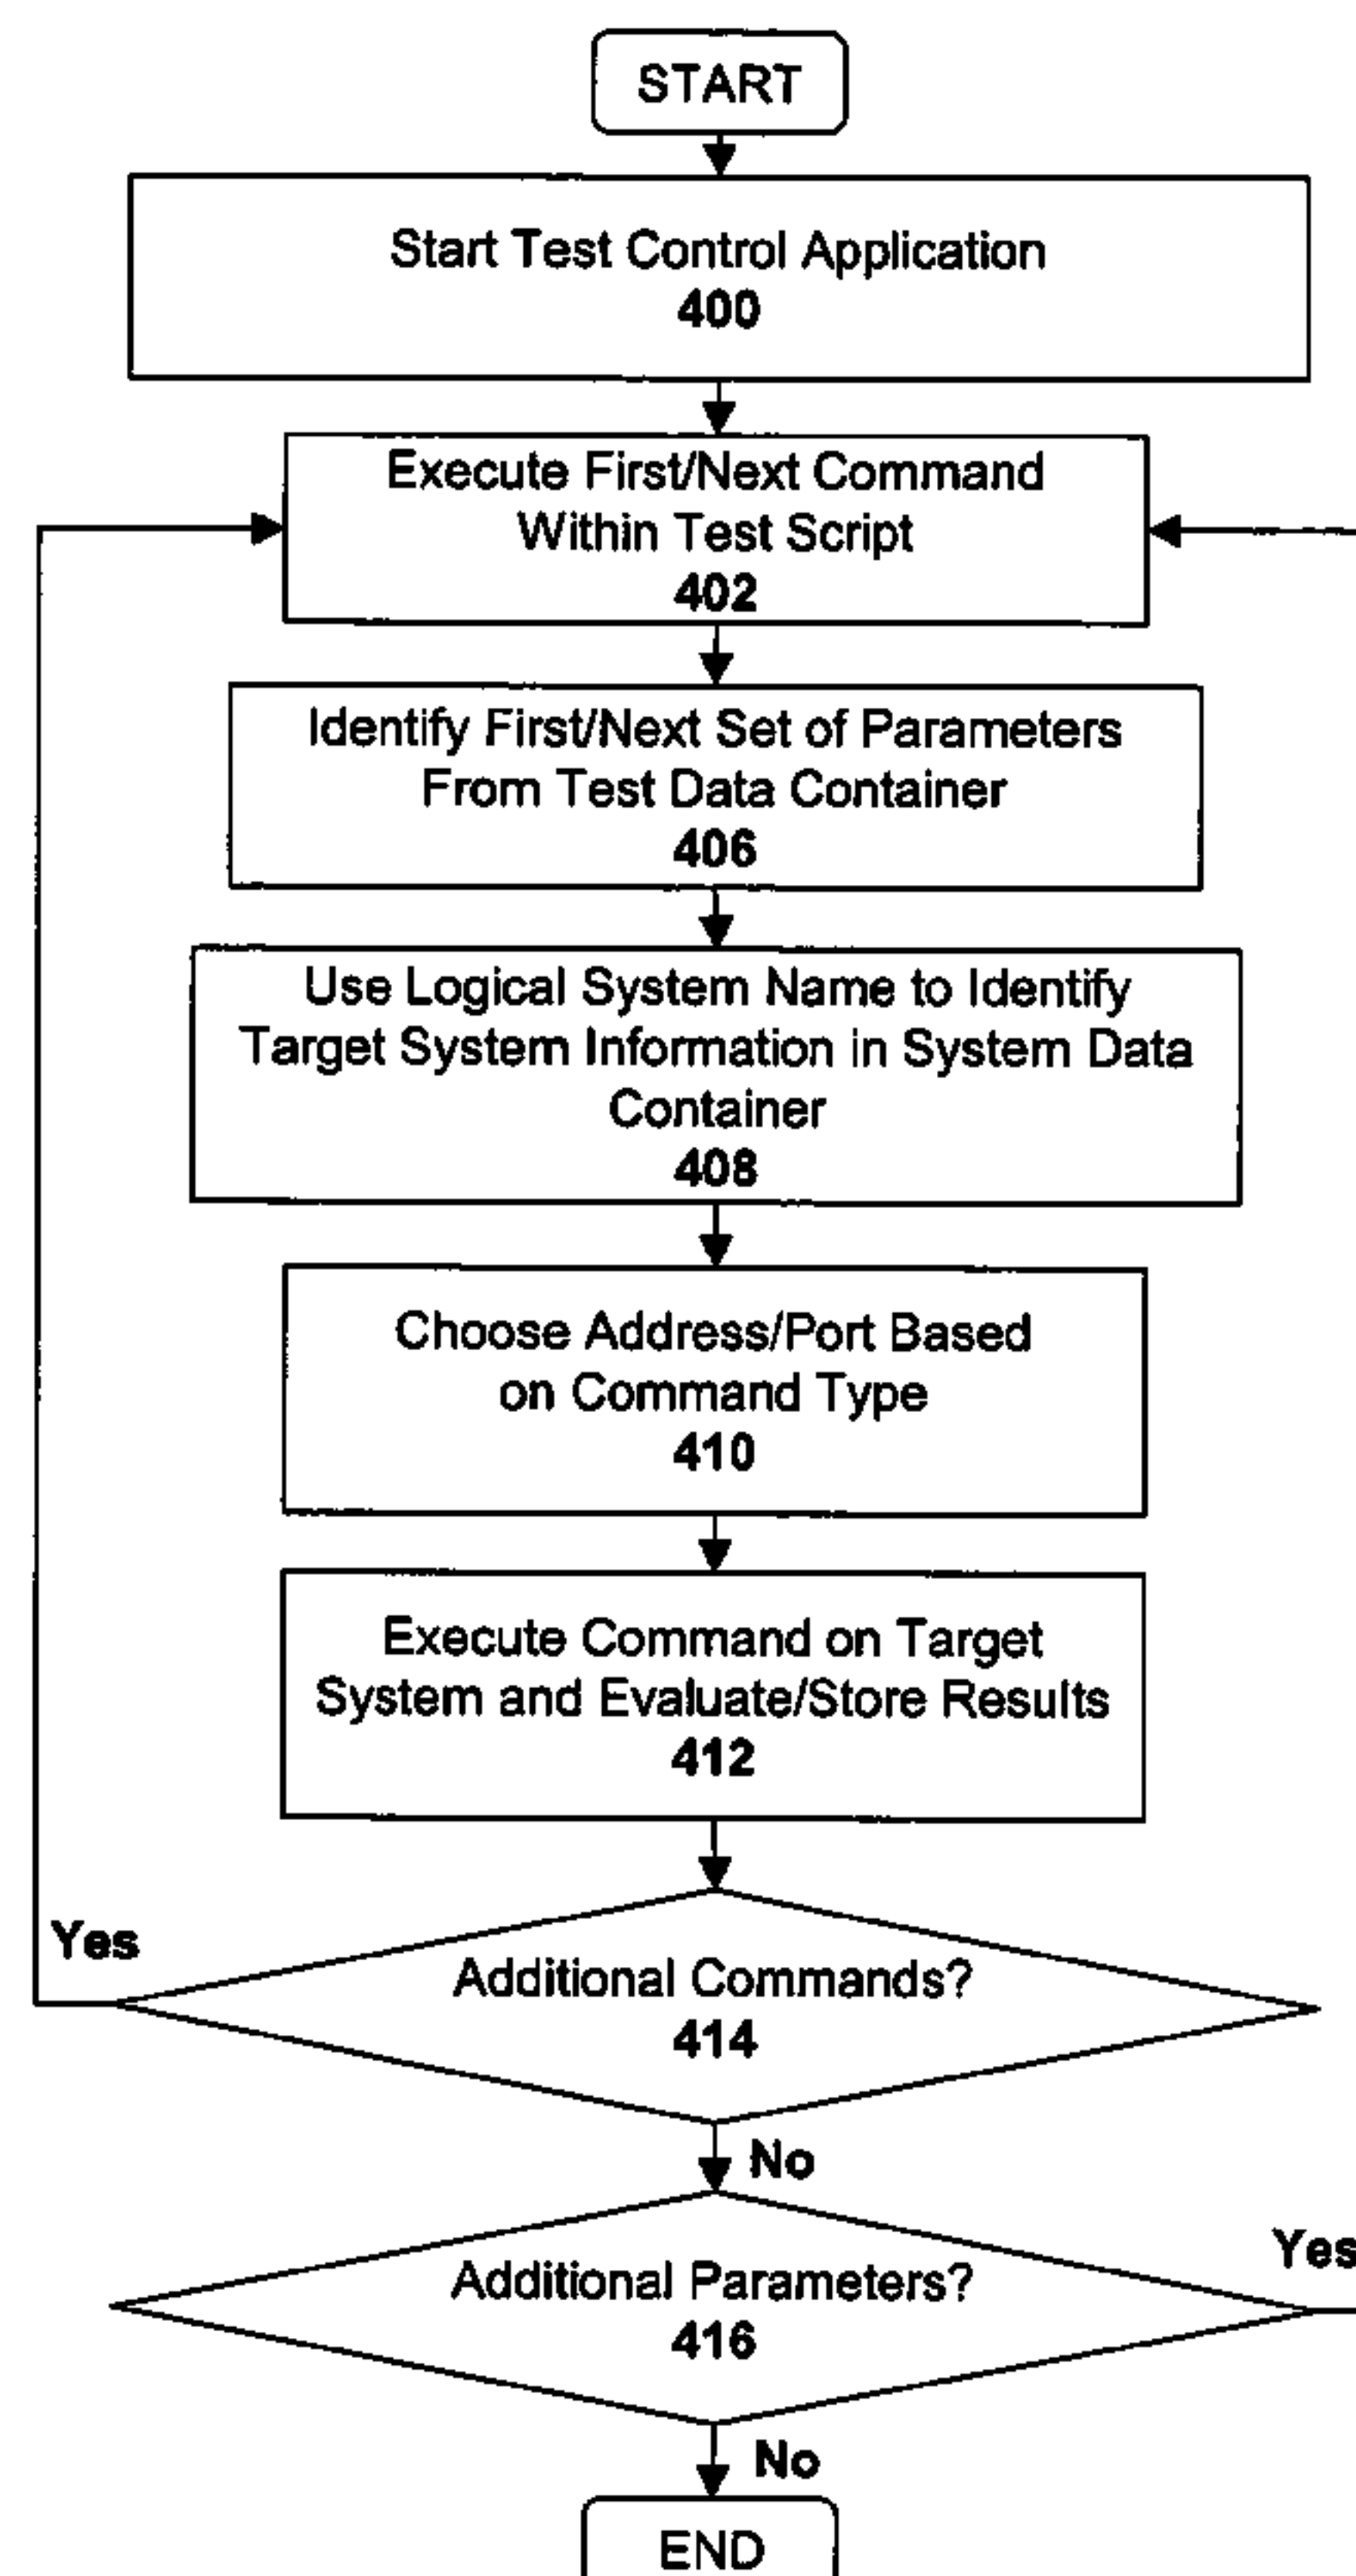 START
Start Test Control Application
400
Execute First/Next Command
Within Test Script
402
Identify First/Next Set of Parameters
From Test Data Container
406
Use Logical System Name to Identify
Target System Information in System Data
Container
408
Choose Address/Port Based
on Command Type
410
Execute Command on Target
System and Evaluate/Store Results
412
Yes
Additional Commands?
414
No
Yes
Additional Parameters?
416
No
END